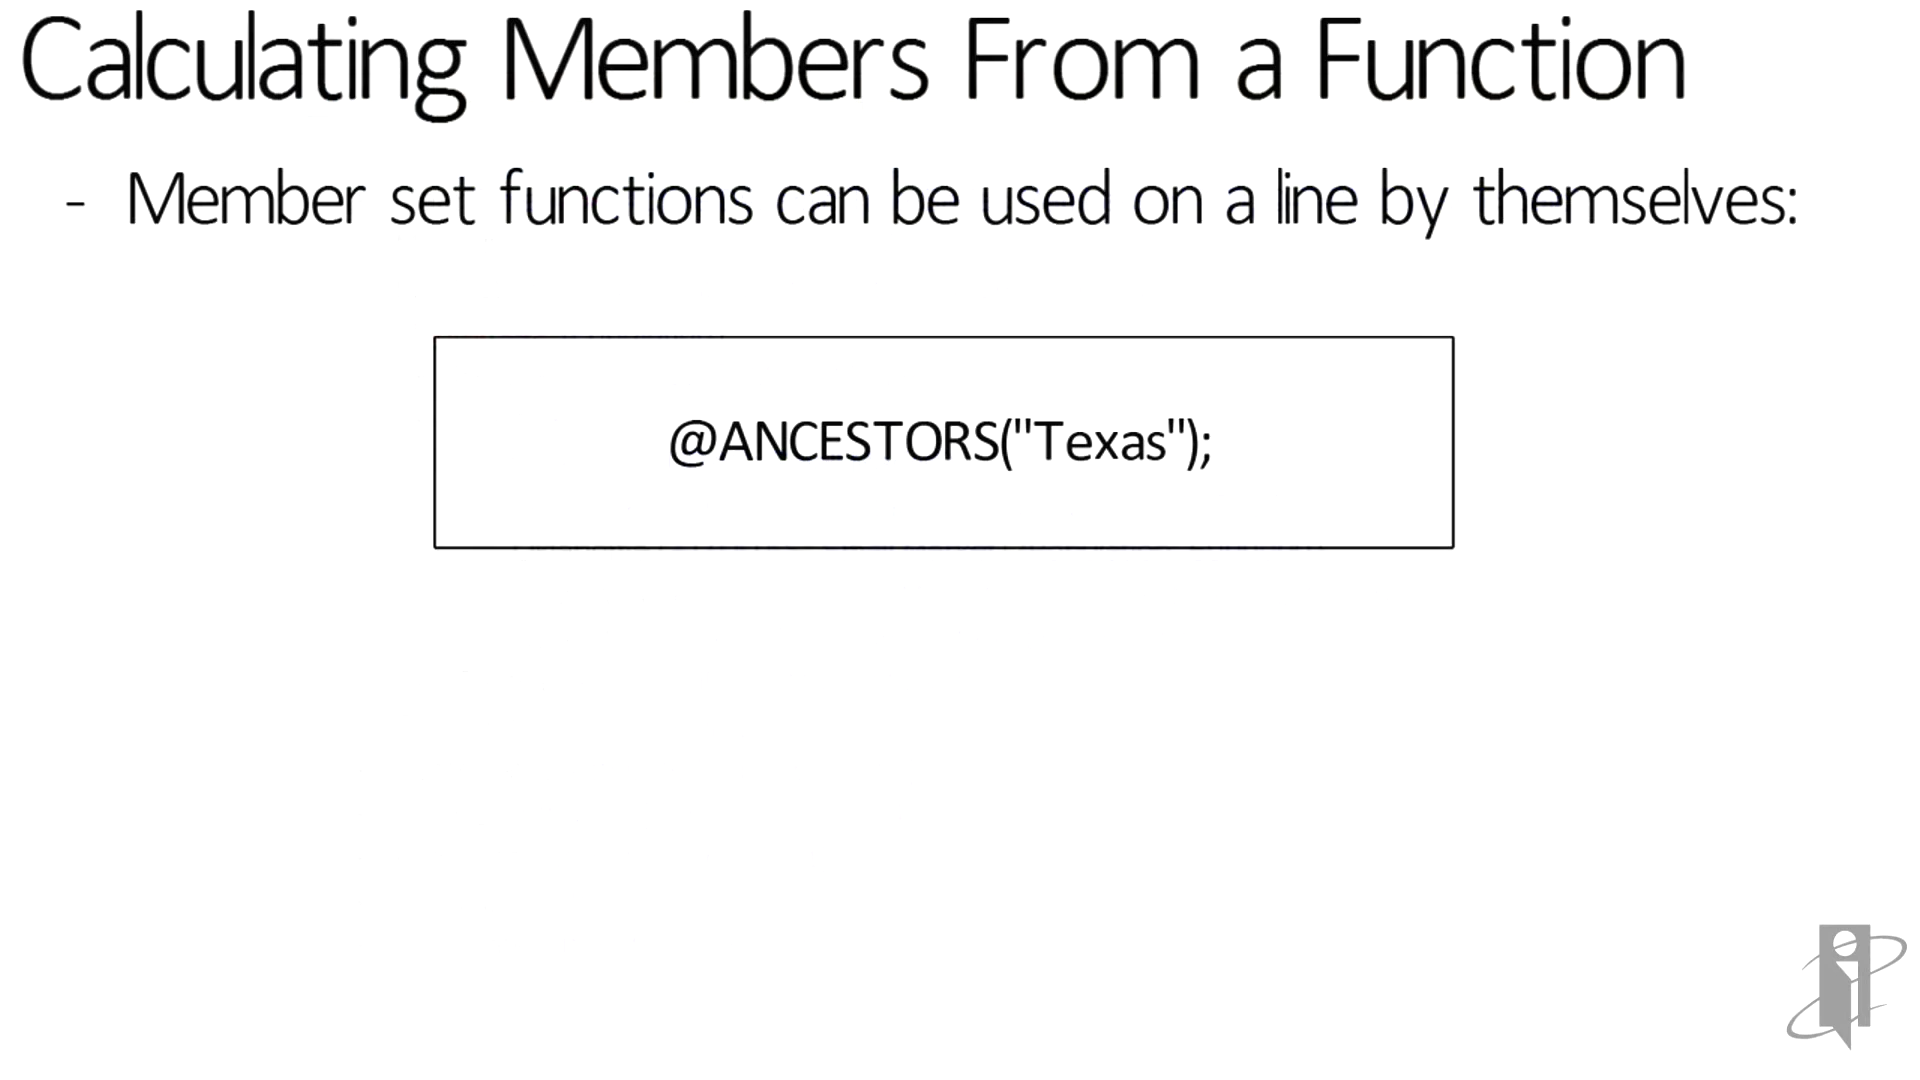 Calculating Members From a Function
- Member set functions can be used on a line by themselves:
@ANCESTORS("Texas");